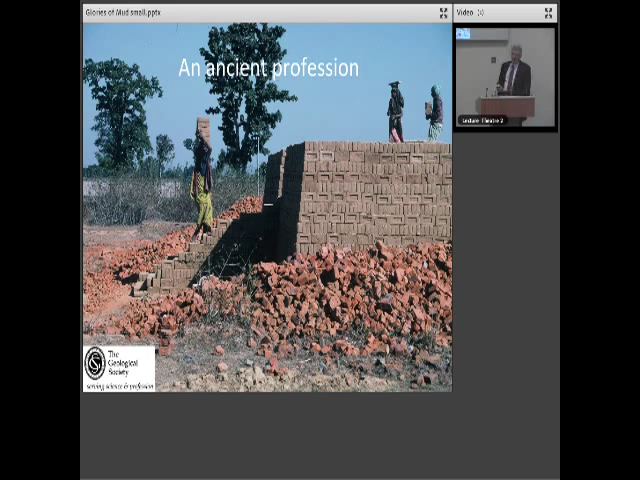 Glories of Mud small.pptx
Video
An ancient profession
Lecture Theatre 2
The
Geological
Society
serving science & profession